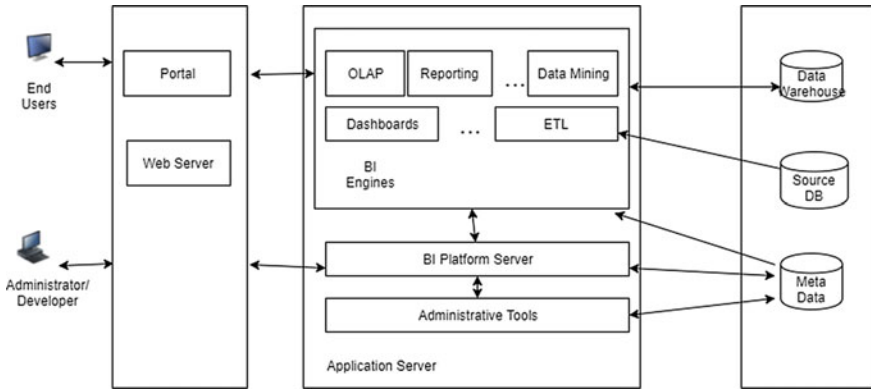 End
Users
Administrator/
Developer
Portal
Web Server
OLAP
Reporting
...
Data Mining
Dashboards
...
ETL
BI
Engines
BI Platform Server
Administrative Tools
Application Server
Data
Warehouse
Source
DB
Meta
Data